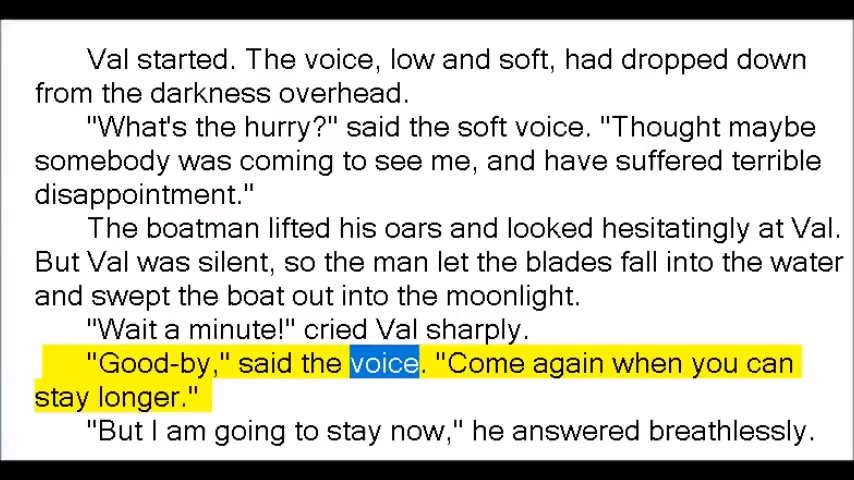 Val started. The voice, low and soft, had dropped down
from the darkness overhead.
"What's the hurry?" said the soft voice. "Thought maybe
somebody was coming to see me, and have suffered terrible
disappointment."
The boatman lifted his oars and looked hesitatingly at Val.
But Val was silent, so the man let the blades fall into the water
and swept the boat out into the moonlight.
"Wait a minute!" cried Val sharply.
"Good-by," said the voice. "Come again when you can
stay longer."
"But I am going to stay now," he answered breathlessly.